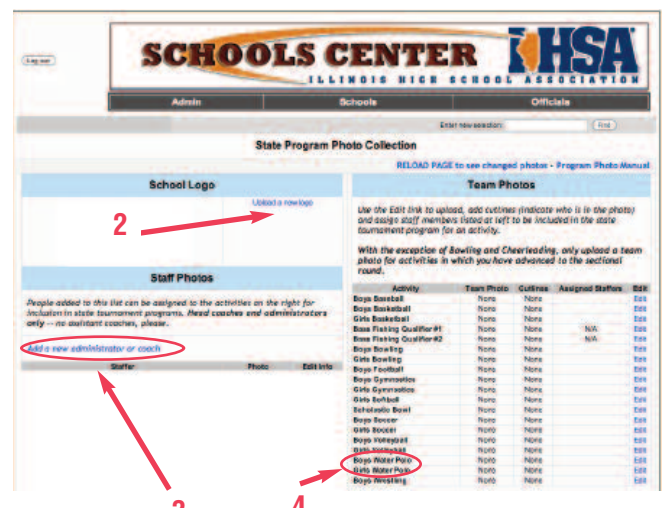 Log out
SCHOOLS CENTER IHSA
ILLINOIS HIGH SCHOOL ASSOCIATION
Admin Schools Officials
Enter new selection: Find
State Program Photo Collection
RELOAD PAGE to see changed photos - Program Photo Manual
School Logo
Upload a new logo
2
Staff Photos
People added to this list can be assigned to the activities on the right for
inclusion in state tournament programs. Head coaches and administrators
only -- no assistant coaches, please.
Add a new administrator or coach
Staffer Photo Edit Info
3
Team Photos
Use the Edit link to upload, add cutlines (indicate who is in the photo)
and assign staff members listed at left to be included in the state
tournament program for an activity.
With the exception of Bowling and Cheerleading, only upload a team
photo for activities in which you have advanced to the sectional
round.
Activity Team Photo Cutlines Assigned Staffers Edit
Boys Baseball None None Edit
Boys Basketball None None Edit
Girls Basketball None None Edit
Bass Fishing Qualifier #1 None None N/A Edit
Bass Fishing Qualifier #2 None None N/A Edit
Boys Bowling None None Edit
Girls Bowling None None Edit
Boys Football None None Edit
Boys Gymnastics None None Edit
Girls Gymnastics None None Edit
Girls Softball None None Edit
Scholastic Bowl None None Edit
Boys Soccer None None Edit
Girls Soccer None None Edit
Boys Volleyball None None Edit
Girls Volleyball None None Edit
Boys Water Polo None None Edit
Girls Water Polo None None Edit
Boys Wrestling None None Edit
4